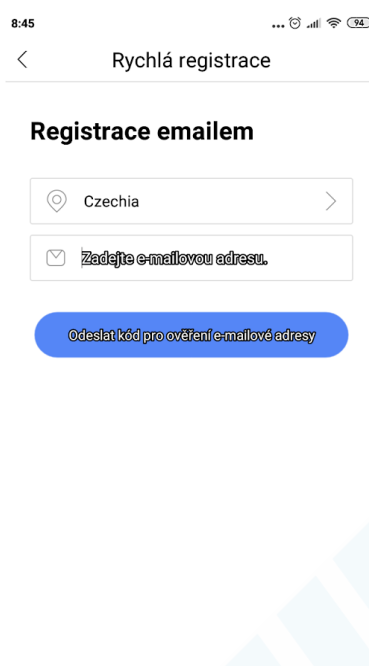 8:45
94
Rychlá registrace
Registrace emailem
Czechia
Zadejte e-mailovou adresu.
Odeslat kód pro ověření e-mailové adresy